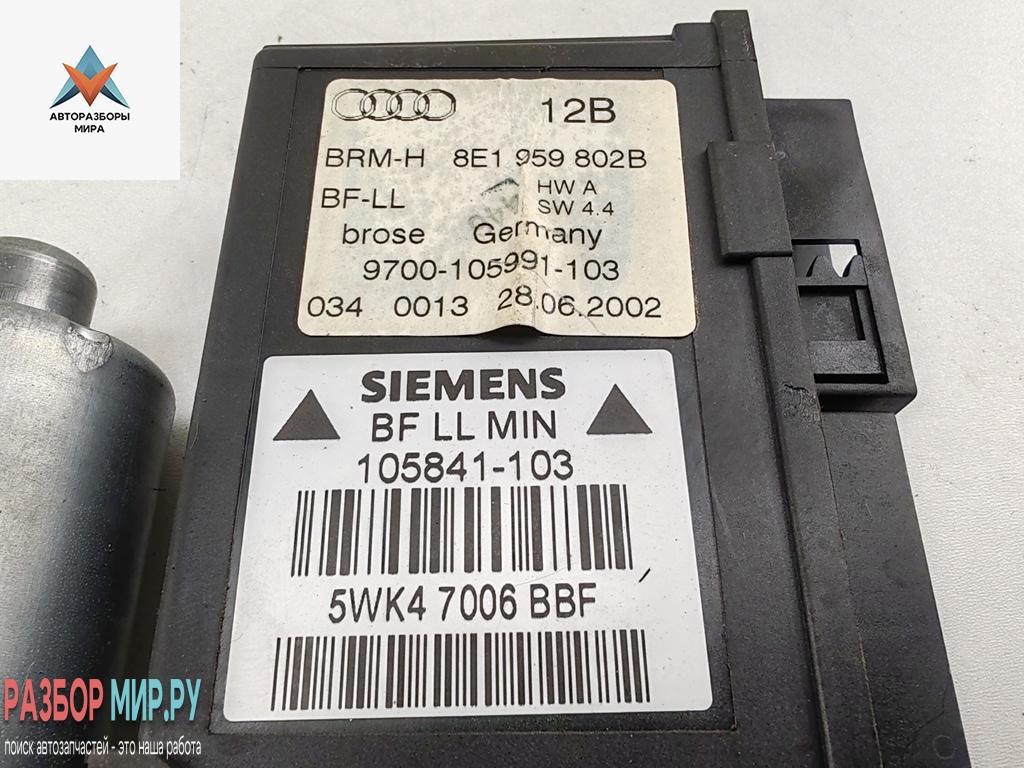 АВТОРАЗБОРЫ
МИРА
12B
BRM-H 8E1 959 802B
BF-LL
HW A
SW 4.4
brose Germany
9700-105991-103
034 0013 28.06.2002
SIEMENS
BF LL MIN
105841-103
5WK4 7006 BBF
РАЗБОР МИР.РУ
поиск автозапчастей - это наша работа